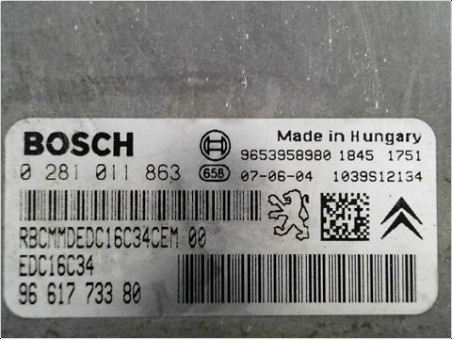 BOSCH
Made in Hungary
9653958980 1845 1751
0 281 011 863 658 07-06-04 1039S12134
RBCMMDEDC16C34CEM 00
EDC16C34
96 617 733 80